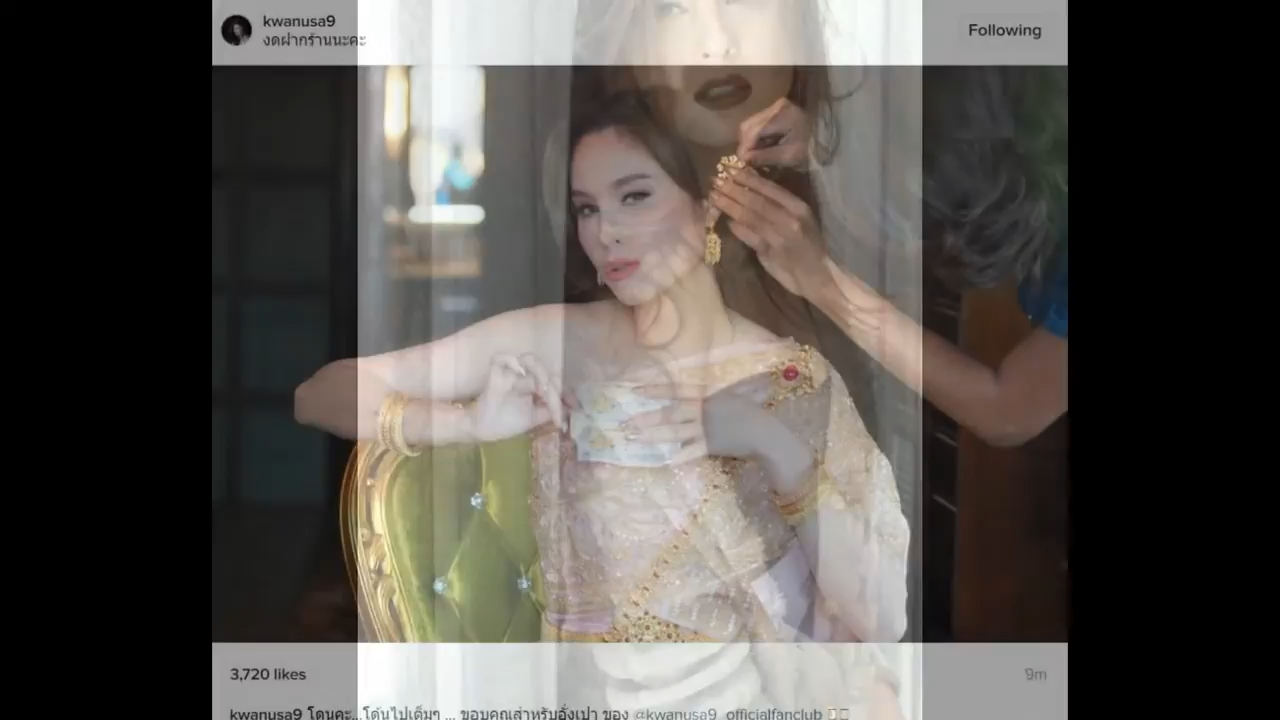 kwanusa9
งดฝากร้านนะคะ
Following
3,720 likes
9m
kwanusa9 โดนคะ...โด๋นไปเต็มๆ ... ขอบคุณสำหรับอั่งเปา ของ @kwanusa9_officialfanclub